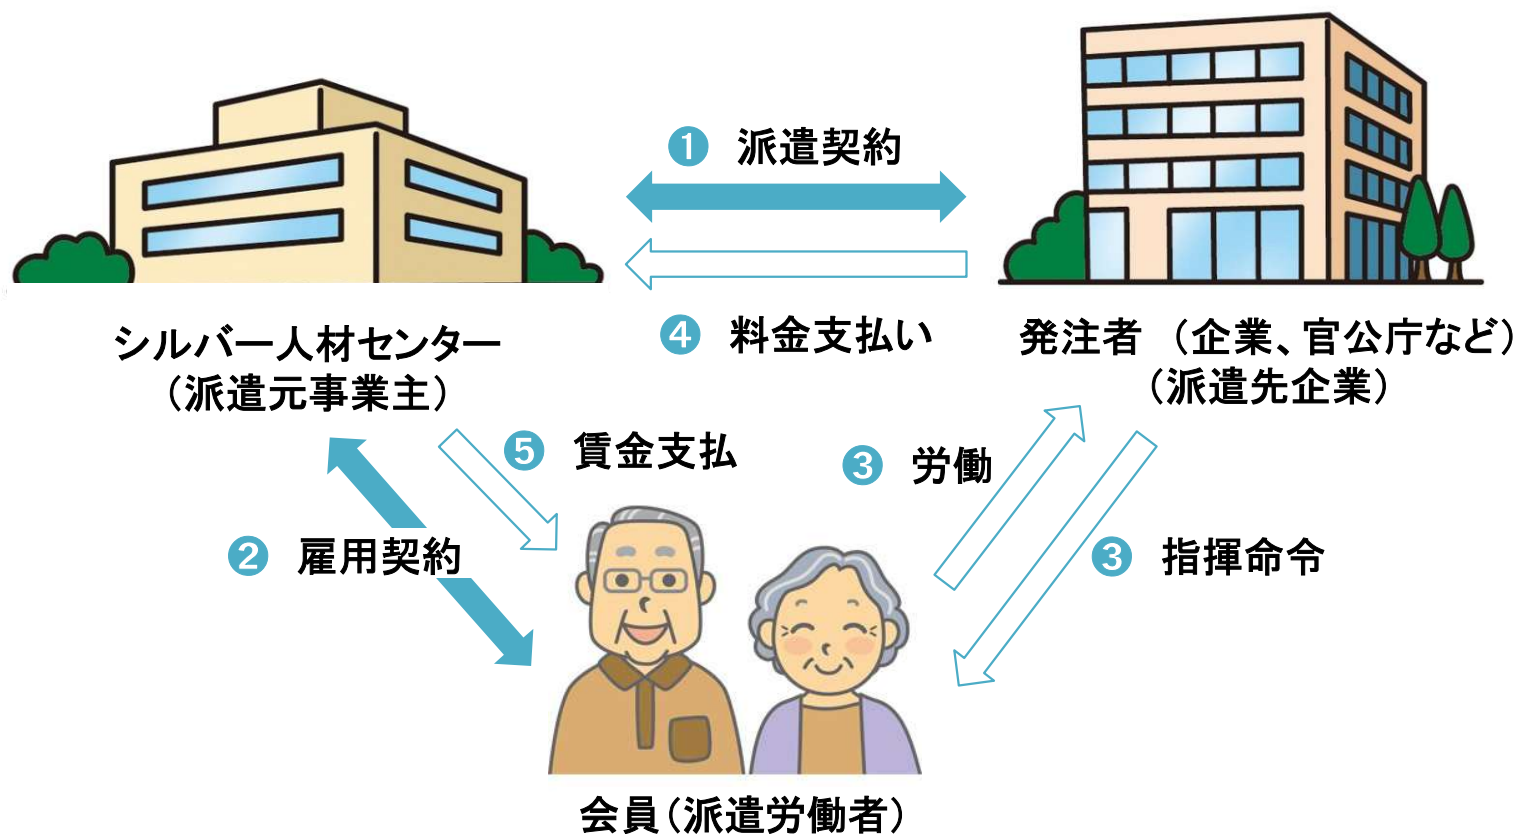 ❶ 派遣契約
❹ 料金支払い
シルバー人材センター
（派遣元事業主）
発注者 （企業、官公庁など）
（派遣先企業）
❺ 賃金支払
❸ 労働
❷ 雇用契約
❸ 指揮命令
会員（派遣労働者）